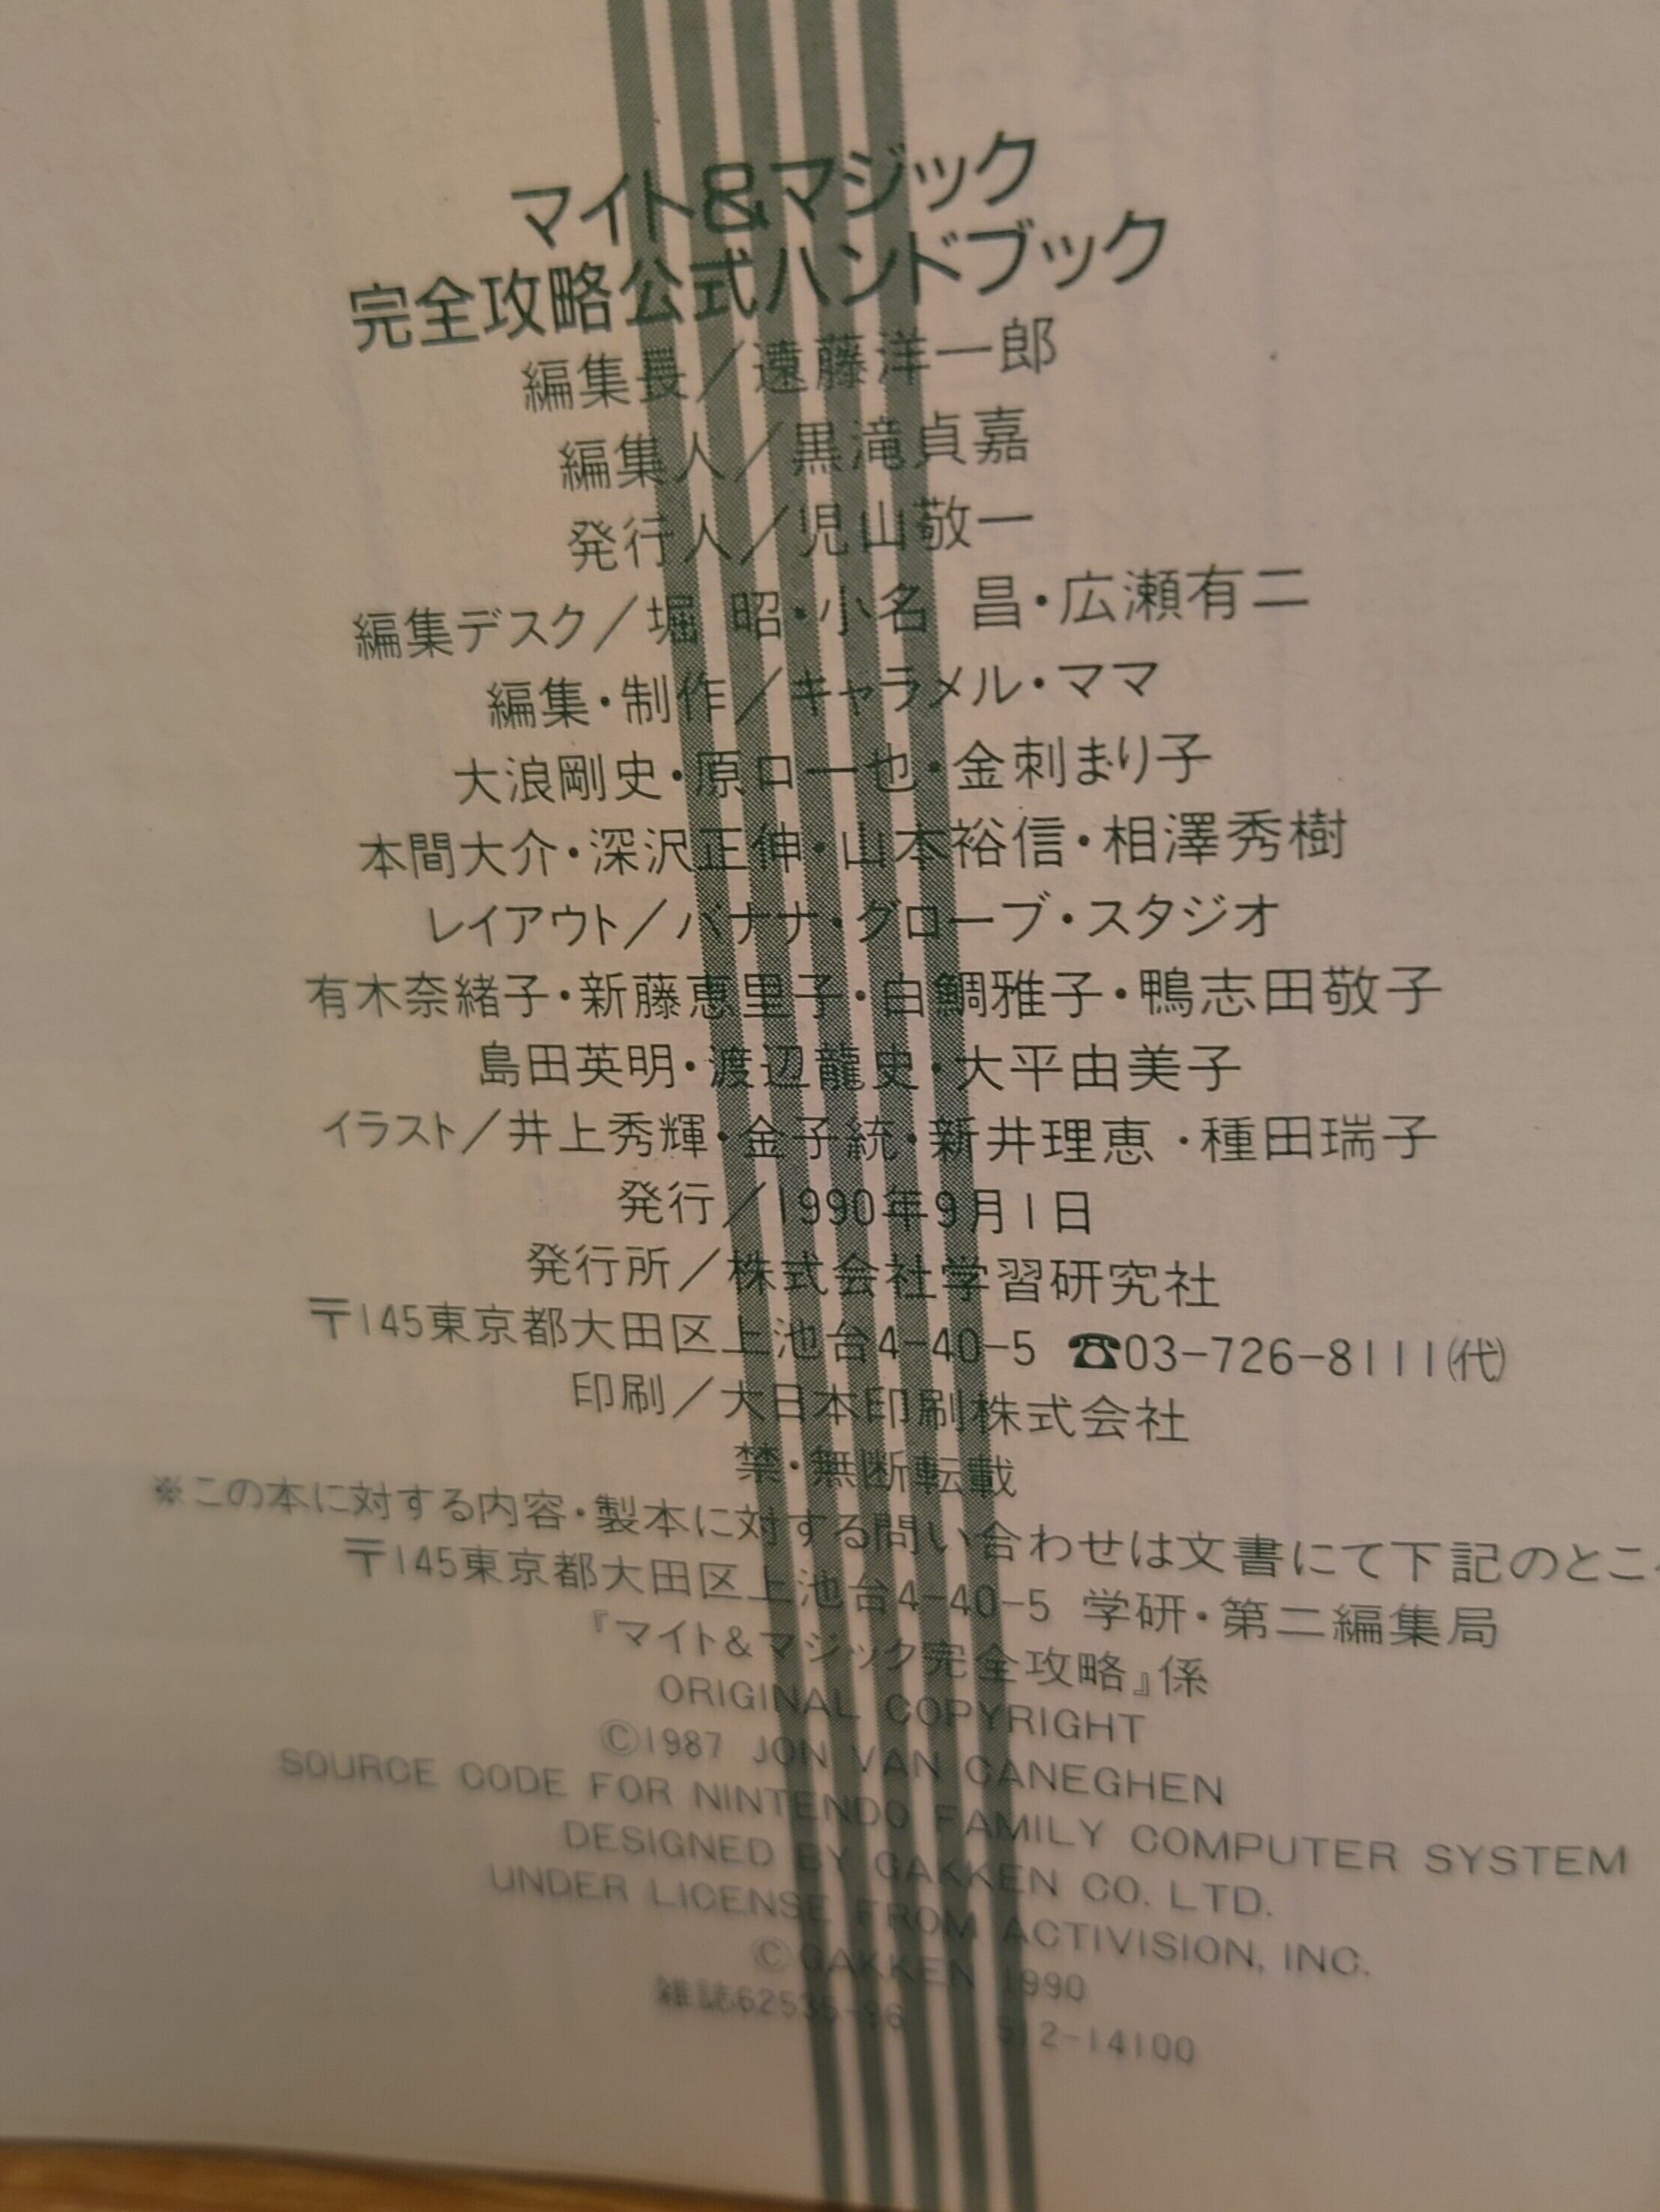 マイト&マジック
完全攻略公式ハンドブック
編集長／遠藤洋一郎
編集人／黒滝貞嘉
発行人／児山敬一
編集デスク／堀 昭・小名 昌・広瀬有二
編集・制作／キャラメル・ママ
大浪剛史・原口一也・金刺まり子
本間大介・深沢正伸・山本裕信・相澤秀樹
レイアウト／バナナ・グローブ・スタジオ
有木奈緒子・新藤恵里子・白鯛雅子・鴨志田敬子
島田英明・渡辺龍史・大平由美子
イラスト／井上秀輝・金子統・新井理恵・種田瑞子
発行／1990年9月1日
発行所／株式会社学習研究社
〒145東京都大田区上池台4-40-5 ☎03-726-8111(代)
印刷／大日本印刷株式会社
禁・無断転載
※この本に対する内容・製本に対する問い合わせは文書にて下記のとこ
〒145東京都大田区上池台4-40-5 学研・第二編集局
『マイト&マジック完全攻略』係
ORIGINAL COPYRIGHT
©1987 JON VAN CANEGHEN
SOURCE CODE FOR NINTENDO FAMILY COMPUTER SYSTEM
DESIGNED BY GAKKEN CO. LTD.
UNDER LICENSE FROM ACTIVISION, INC.
© GAKKEN 1990
雑誌62535-96 512-14100